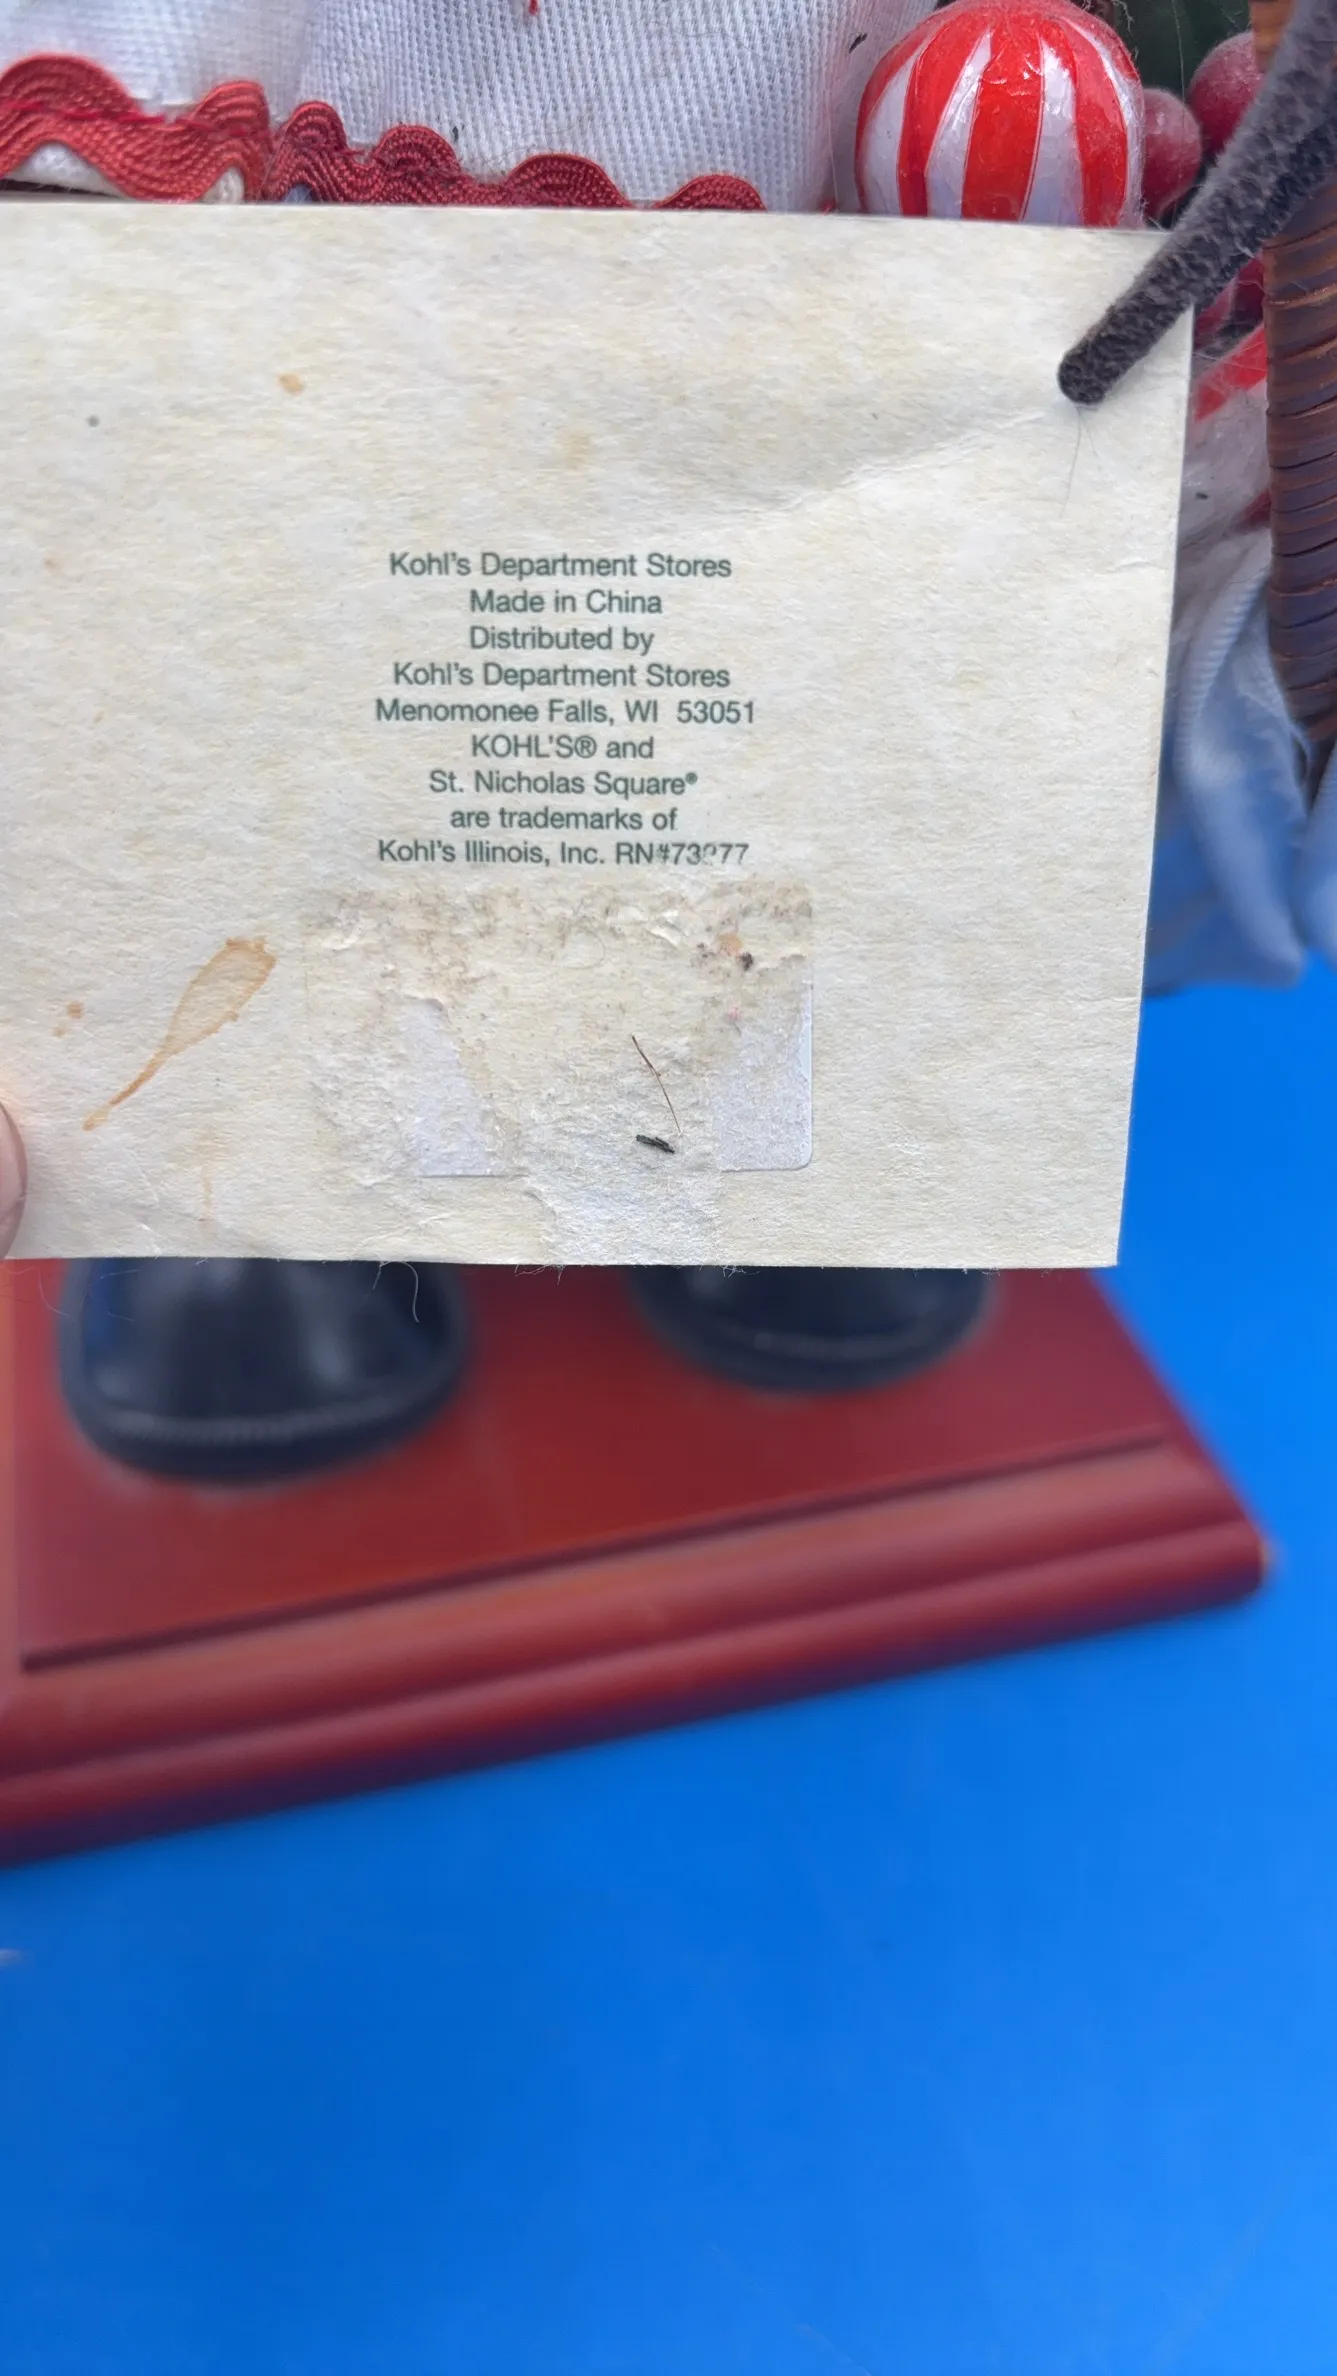 Kohl's Department Stores
Made in China
Distributed by
Kohl's Department Stores
Menomonee Falls, WI 53051
KOHL'S® and
St. Nicholas Square®
are trademarks of
Kohl's Illinois, Inc.